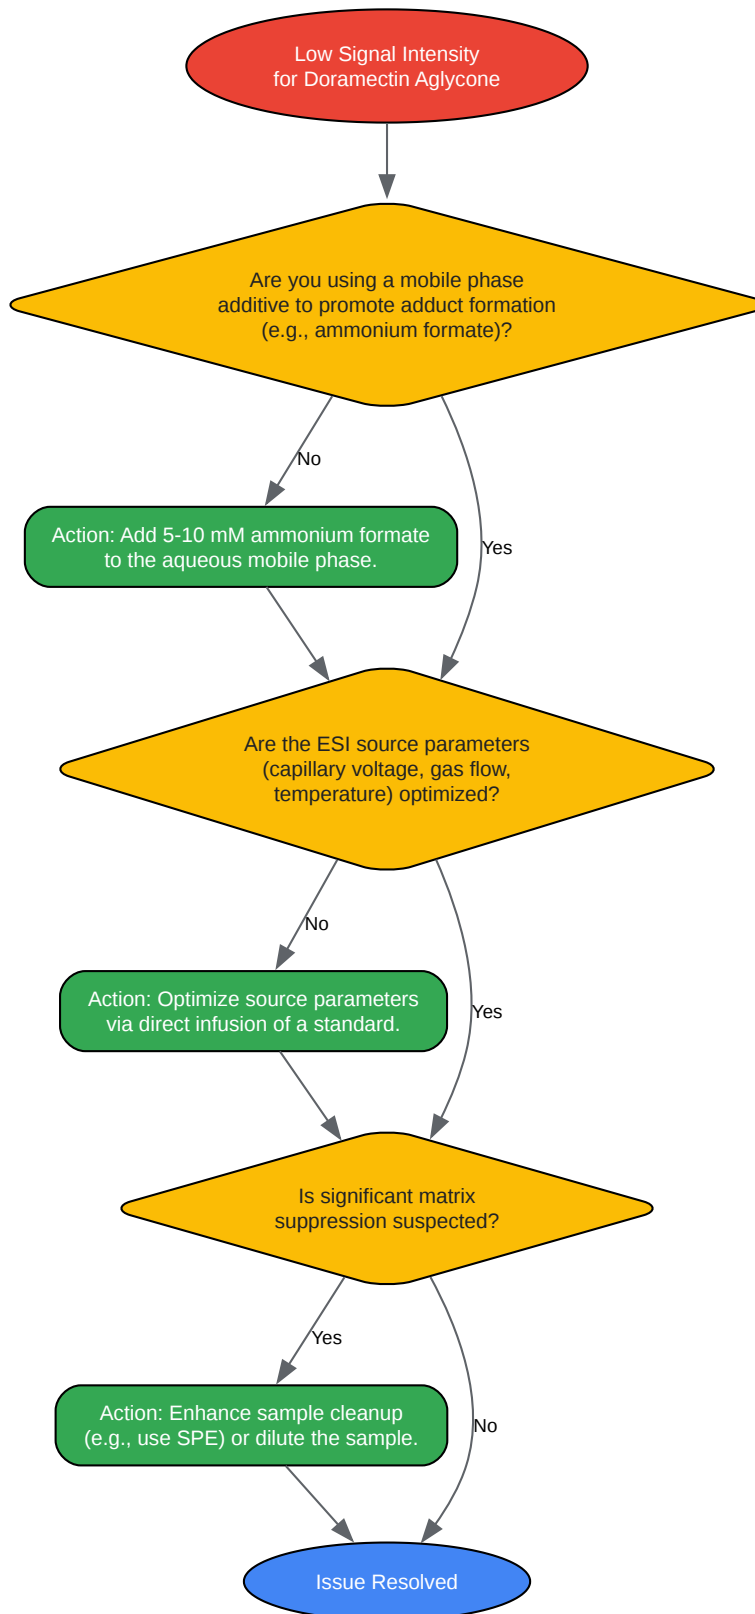 Low Signal Intensity
for Doramectin Aglycone
Are you using a mobile phase
additive to promote adduct formation
(e.g., ammonium formate)?
No
Action: Add 5-10 mM ammonium formate
to the aqueous mobile phase.
Yes
Are the ESI source parameters
(capillary voltage, gas flow,
temperature) optimized?
No
Action: Optimize source parameters
via direct infusion of a standard.
Yes
Is significant matrix
suppression suspected?
Yes
Action: Enhance sample cleanup
(e.g., use SPE) or dilute the sample.
No
Issue Resolved